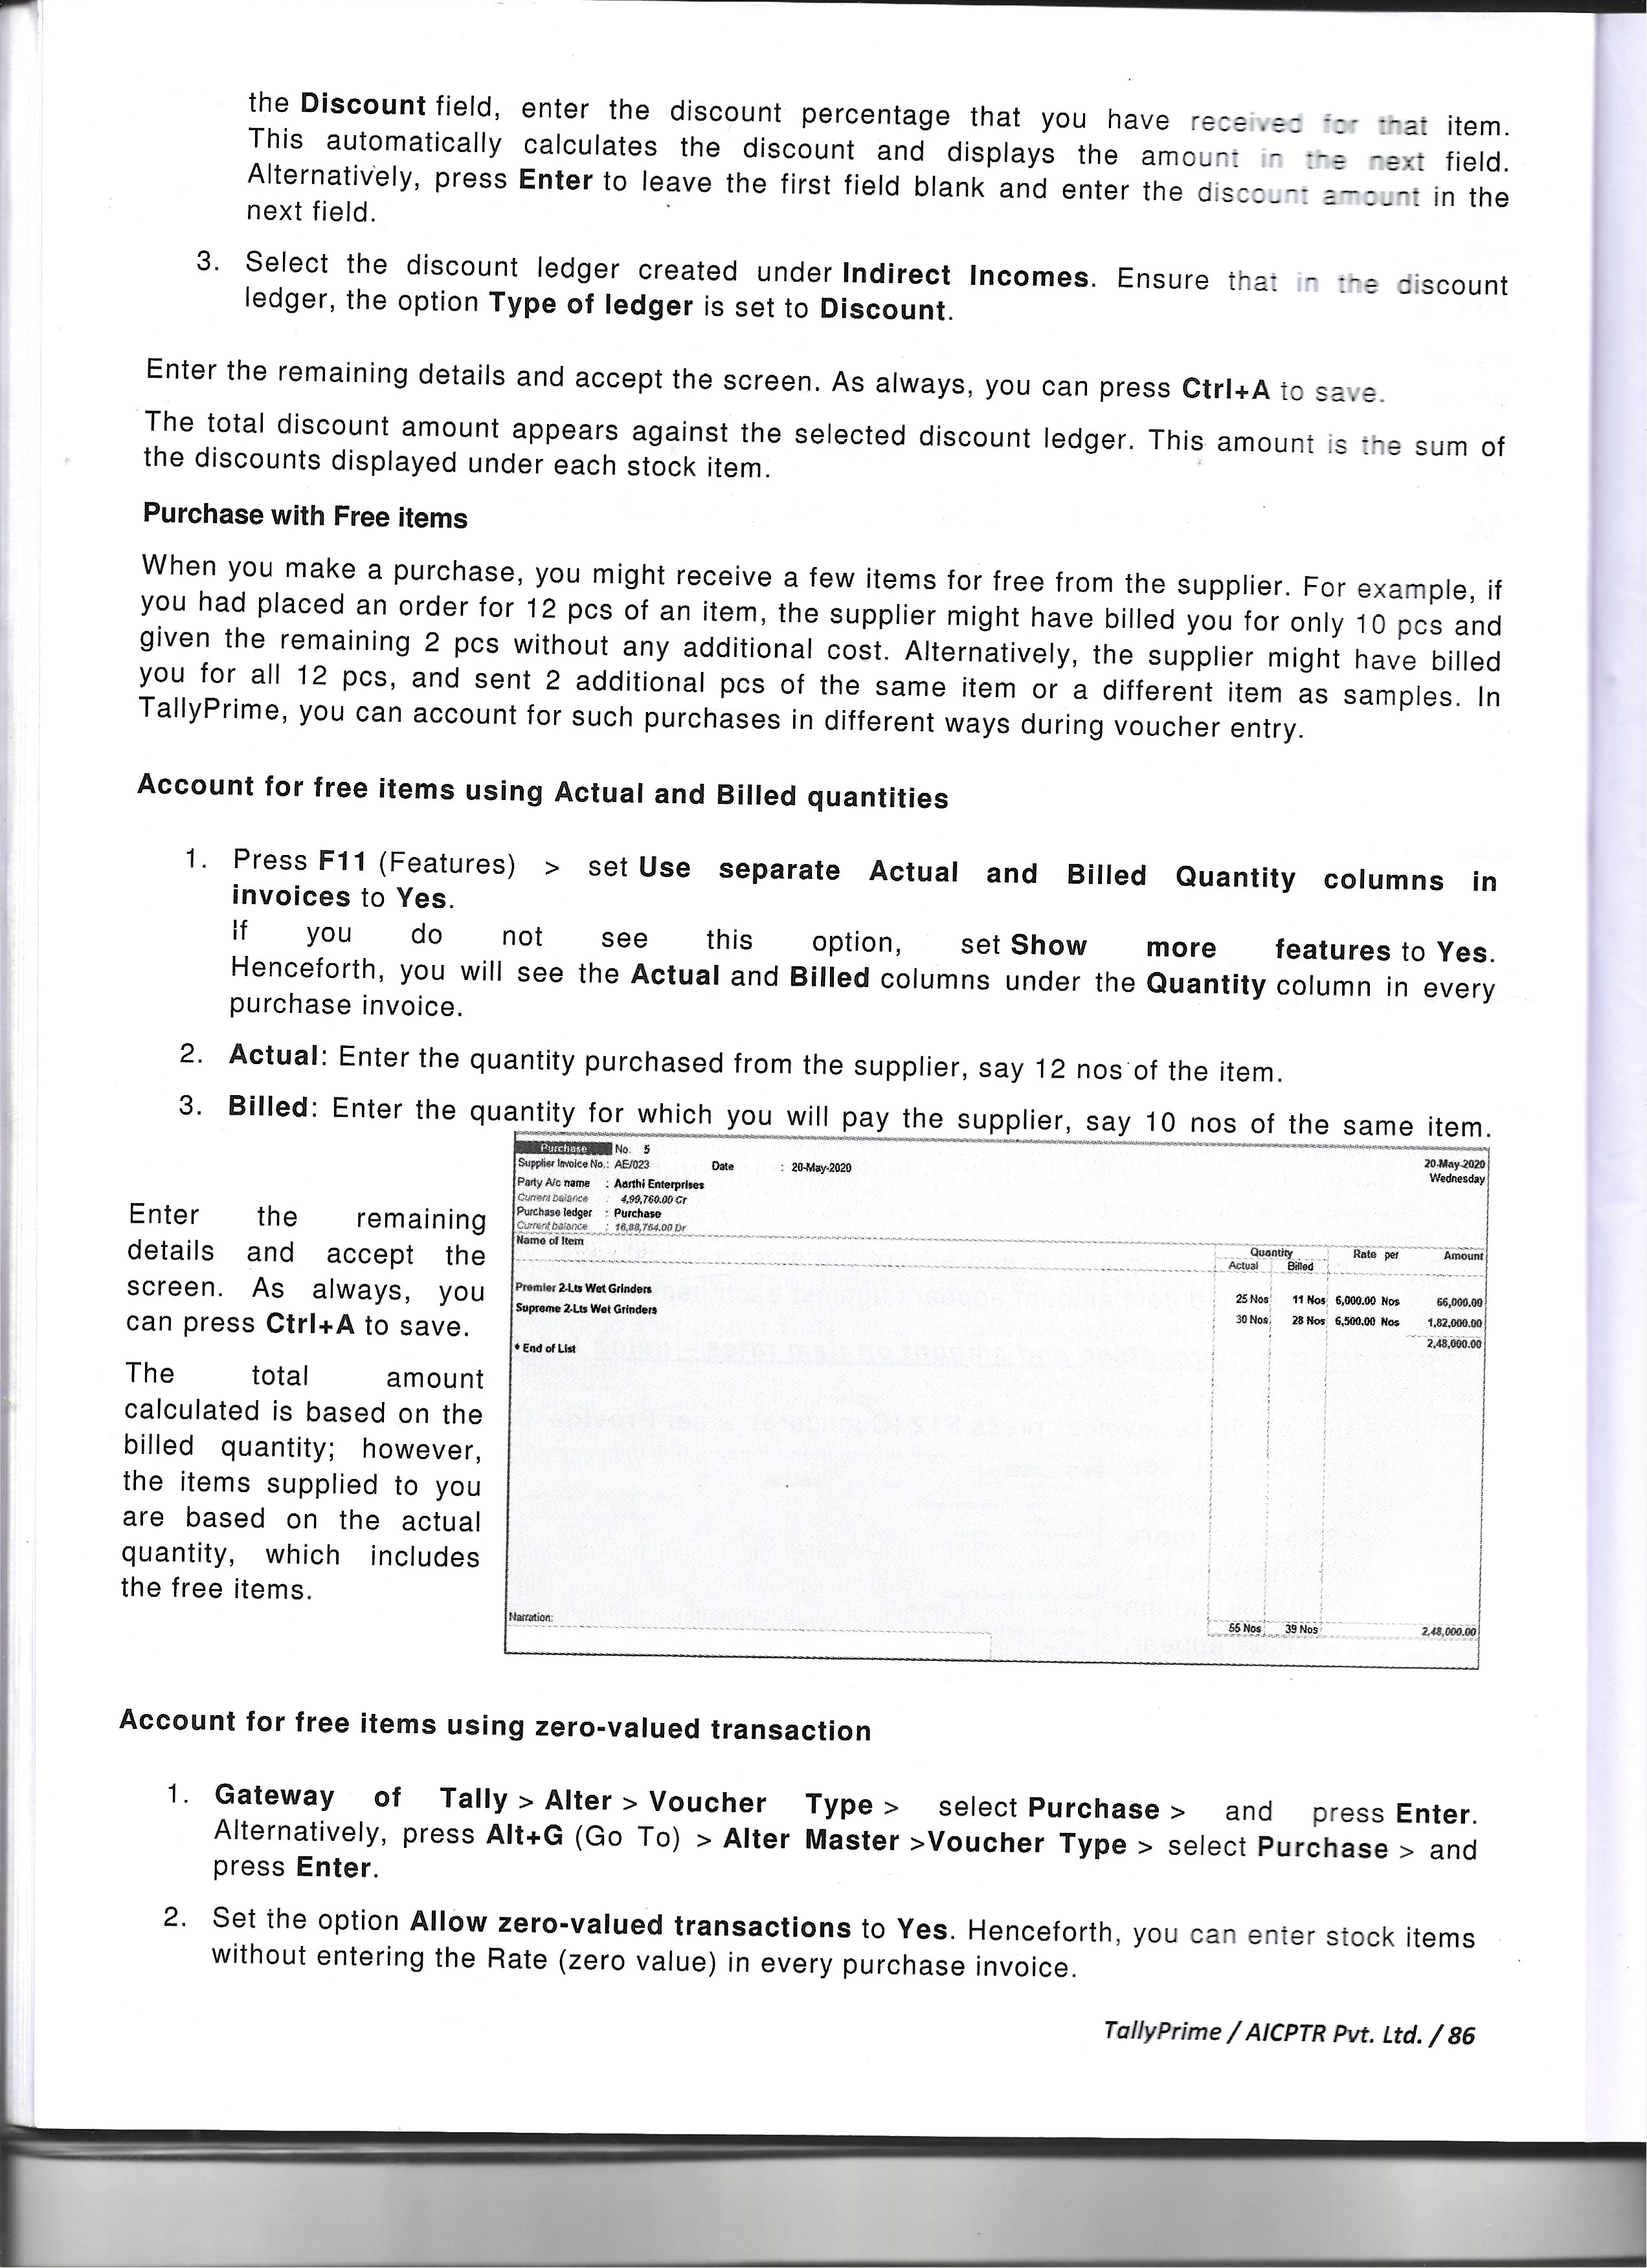 the Discount field, enter the discount percentage that you have received for that item.
This automatically calculates the discount and displays the amount in the next field.
Alternatively, press Enter to leave the first field blank and enter the discount amount in the
next field.
3. Select the discount ledger created under Indirect Incomes. Ensure that in the discount
ledger, the option Type of ledger is set to Discount.
Enter the remaining details and accept the screen. As always, you can press Ctrl+A to save.
The total discount amount appears against the selected discount ledger. This amount is the sum of
the discounts displayed under each stock item.
Purchase with Free items
When you make a purchase, you might receive a few items for free from the supplier. For example, if
you had placed an order for 12 pcs of an item, the supplier might have billed you for only 10 pcs and
given the remaining 2 pcs without any additional cost. Alternatively, the supplier might have billed
you for all 12 pcs, and sent 2 additional pcs of the same item or a different item as samples. In
TallyPrime, you can account for such purchases in different ways during voucher entry.
Account for free items using Actual and Billed quantities
1. Press F11 (Features) > set Use separate Actual and Billed Quantity columns in
invoices to Yes.
If you do not see this option, set Show more features to Yes.
Henceforth, you will see the Actual and Billed columns under the Quantity column in every
purchase invoice.
2. Actual: Enter the quantity purchased from the supplier, say 12 nos of the item.
3. Billed: Enter the quantity for which you will pay the supplier, say 10 nos of the same item.
Enter the remaining
details and accept the
screen. As always, you
can press Ctrl+A to save.
The total amount
calculated is based on the
billed quantity; however,
the items supplied to you
are based on the actual
quantity, which includes
the free items.
Purchase No. 5
Supplier Invoice No.: AE/023 Date : 20-May-2020 20-May-2020
Party A/c name : Aarthi Enterprises Wednesday
Current balance : 4,99,760.00 Cr
Purchase ledger : Purchase
Current balance : 16,88,764.00 Dr
Name of Item Quantity Rate per Amount
Actual Billed
Premier 2-Lts Wet Grinders 25 Nos 11 Nos 6,000.00 Nos 66,000.00
Supreme 2-Lts Wet Grinders 30 Nos 28 Nos 6,500.00 Nos 1,82,000.00
2,48,000.00
♦ End of List
Narration: 55 Nos 39 Nos 2,48,000.00
Account for free items using zero-valued transaction
1. Gateway of Tally > Alter > Voucher Type > select Purchase > and press Enter.
Alternatively, press Alt+G (Go To) > Alter Master >Voucher Type > select Purchase > and
press Enter.
2. Set the option Allow zero-valued transactions to Yes. Henceforth, you can enter stock items
without entering the Rate (zero value) in every purchase invoice.
TallyPrime / AICPTR Pvt. Ltd. / 86